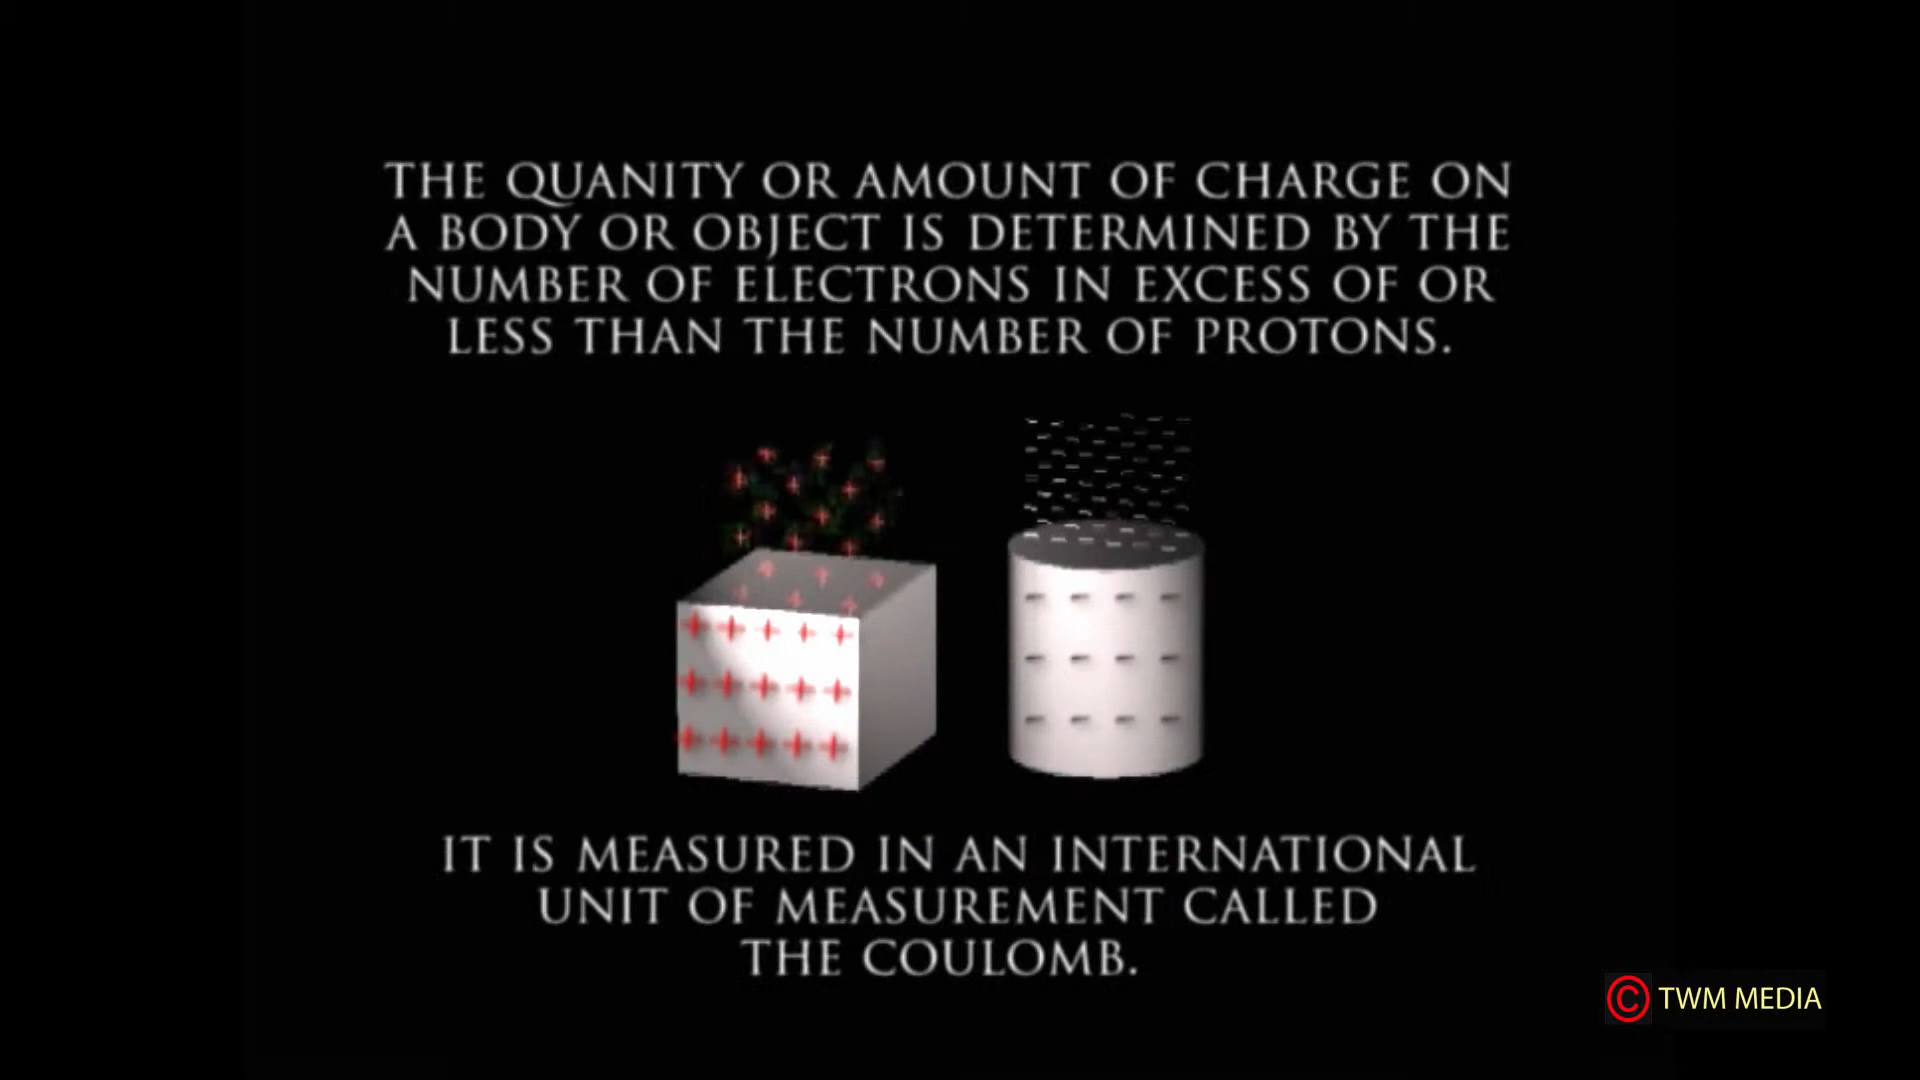 THE QUANITY OR AMOUNT OF CHARGE ON
A BODY OR OBJECT IS DETERMINED BY THE
NUMBER OF ELECTRONS IN EXCESS OF OR
LESS THAN THE NUMBER OF PROTONS.
IT IS MEASURED IN AN INTERNATIONAL
UNIT OF MEASUREMENT CALLED
THE COULOMB.
© TWM MEDIA